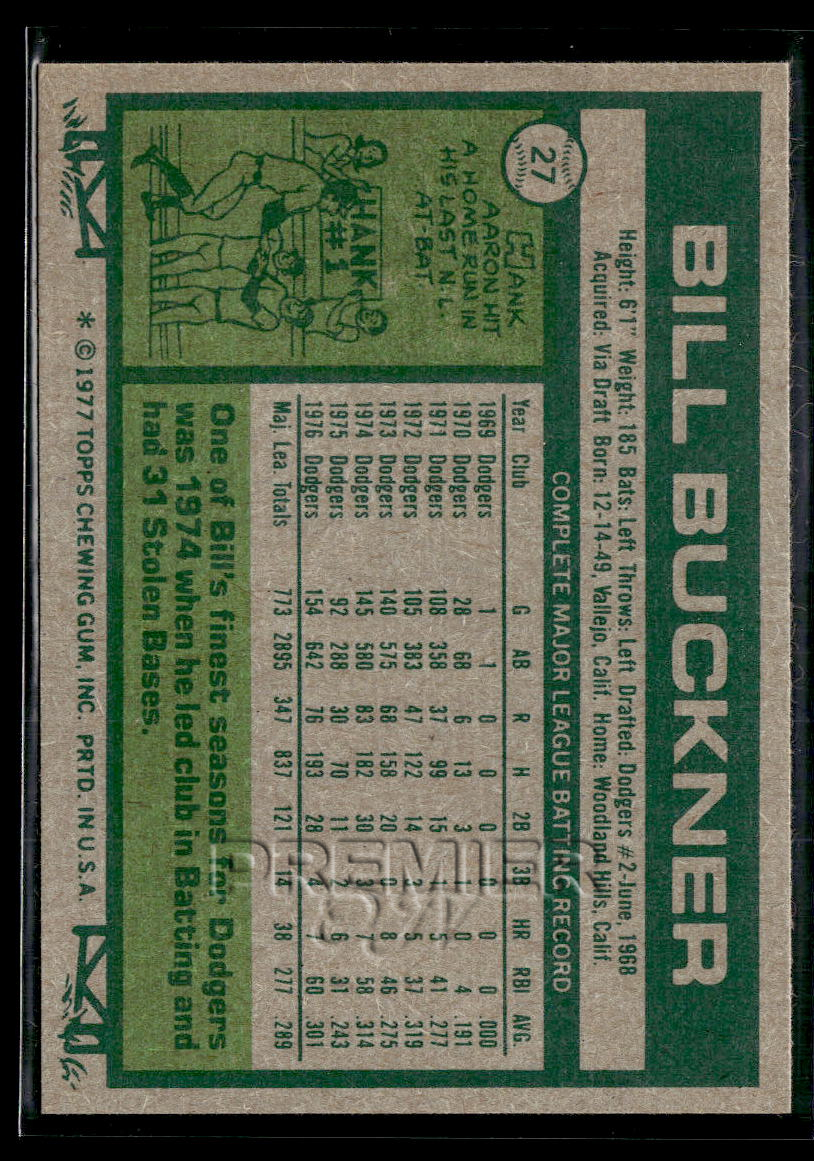 BILL BUCKNER
Height: 6'1" Weight: 185 Bats: Left Throws: Left Drafted: Dodgers #2-June, 1968
Acquired: Via Draft Born: 12-14-49, Vallejo, Calif. Home: Woodland Hills, Calif.
27
HANK
AARON HIT
A HOME RUN IN
HIS LAST N.L.
AT-BAT
HANK
#1
COMPLETE MAJOR LEAGUE BATTING RECORD
Year Club G AB R H 2B 3B HR RBI AVG.
1969 Dodgers 1 1 0 0 0 0 0 0 .000
1970 Dodgers 28 68 6 13 3 1 0 4 .191
1971 Dodgers 108 358 37 99 15 1 5 41 .277
1972 Dodgers 105 383 47 122 14 3 5 37 .319
1973 Dodgers 140 575 68 158 20 0 8 46 .275
1974 Dodgers 145 580 83 182 30 3 7 58 .314
1975 Dodgers 92 288 30 70 11 2 6 31 .243
1976 Dodgers 154 642 76 193 28 4 7 60 .301
Maj. Lea. Totals 773 2895 347 837 121 14 38 277 .289
One of Bill's finest seasons for Dodgers
was 1974 when he led club in Batting and
had 31 Stolen Bases.
* © 1977 TOPPS CHEWING GUM, INC. PRTD. IN U.S.A.
PREMIER